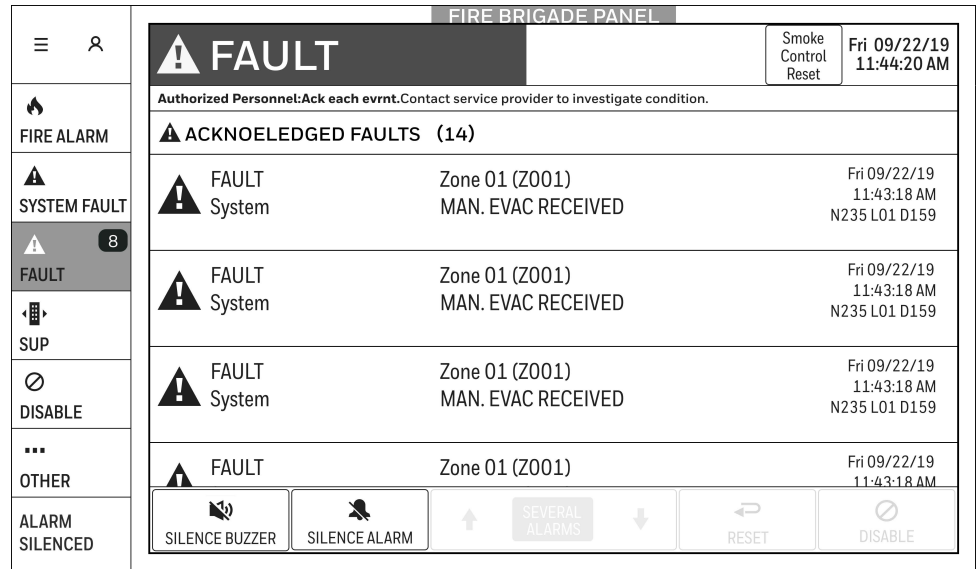 FIRE BRIGADE PANEL
FIRE ALARM
SYSTEM FAULT
8
FAULT
SUP
DISABLE
OTHER
ALARM
SILENCED
FAULT
Smoke
Control
Reset
Fri 09/22/19
11:44:20 AM
Authorized Personnel:Ack each evrnt.Contact service provider to investigate condition.
ACKNOELEDGED FAULTS (14)
FAULT Zone 01 (Z001) Fri 09/22/19
System MAN. EVAC RECEIVED 11:43:18 AM
N235 L01 D159
FAULT Zone 01 (Z001) Fri 09/22/19
System MAN. EVAC RECEIVED 11:43:18 AM
N235 L01 D159
FAULT Zone 01 (Z001) Fri 09/22/19
System MAN. EVAC RECEIVED 11:43:18 AM
N235 L01 D159
FAULT Zone 01 (Z001) Fri 09/22/19
11:43:18 AM
SILENCE BUZZER
SILENCE ALARM
SEVERAL
ALARMS
RESET
DISABLE